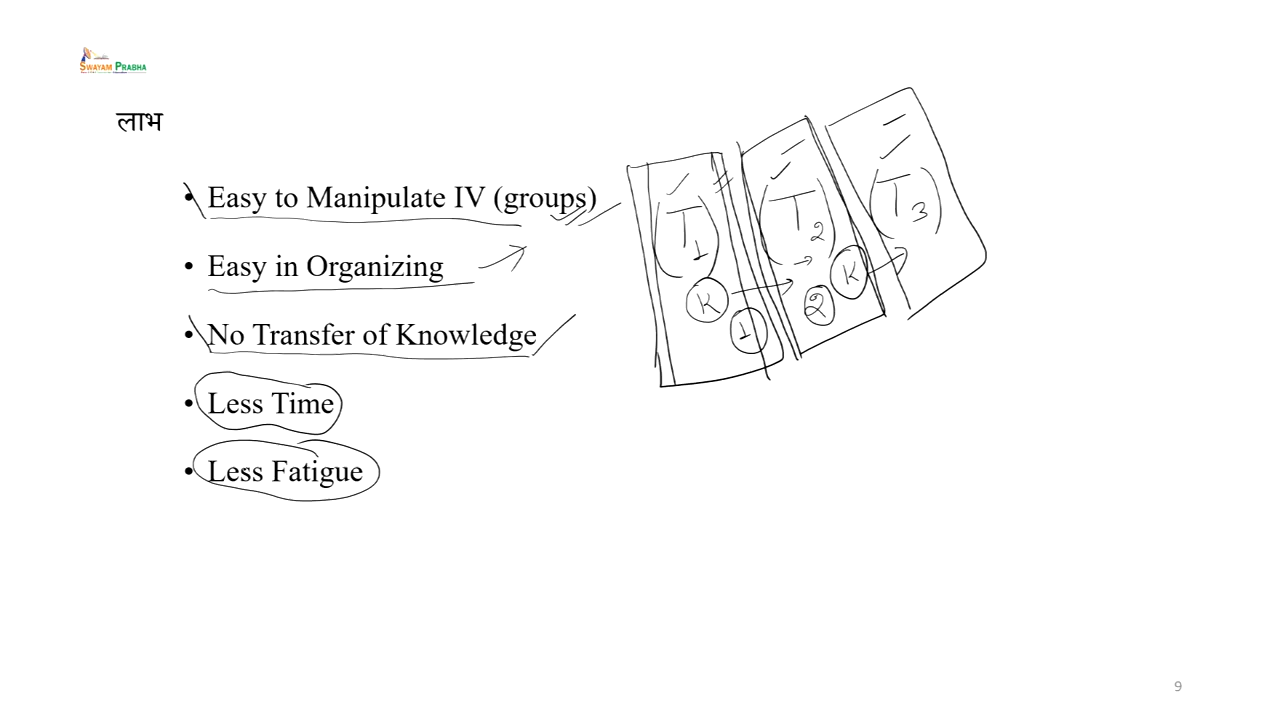 SWAYAM PRABHA
लाभ
• Easy to Manipulate IV (groups)
• Easy in Organizing
• No Transfer of Knowledge
• Less Time
• Less Fatigue
T1
K
1
T2
K
2
T3
9